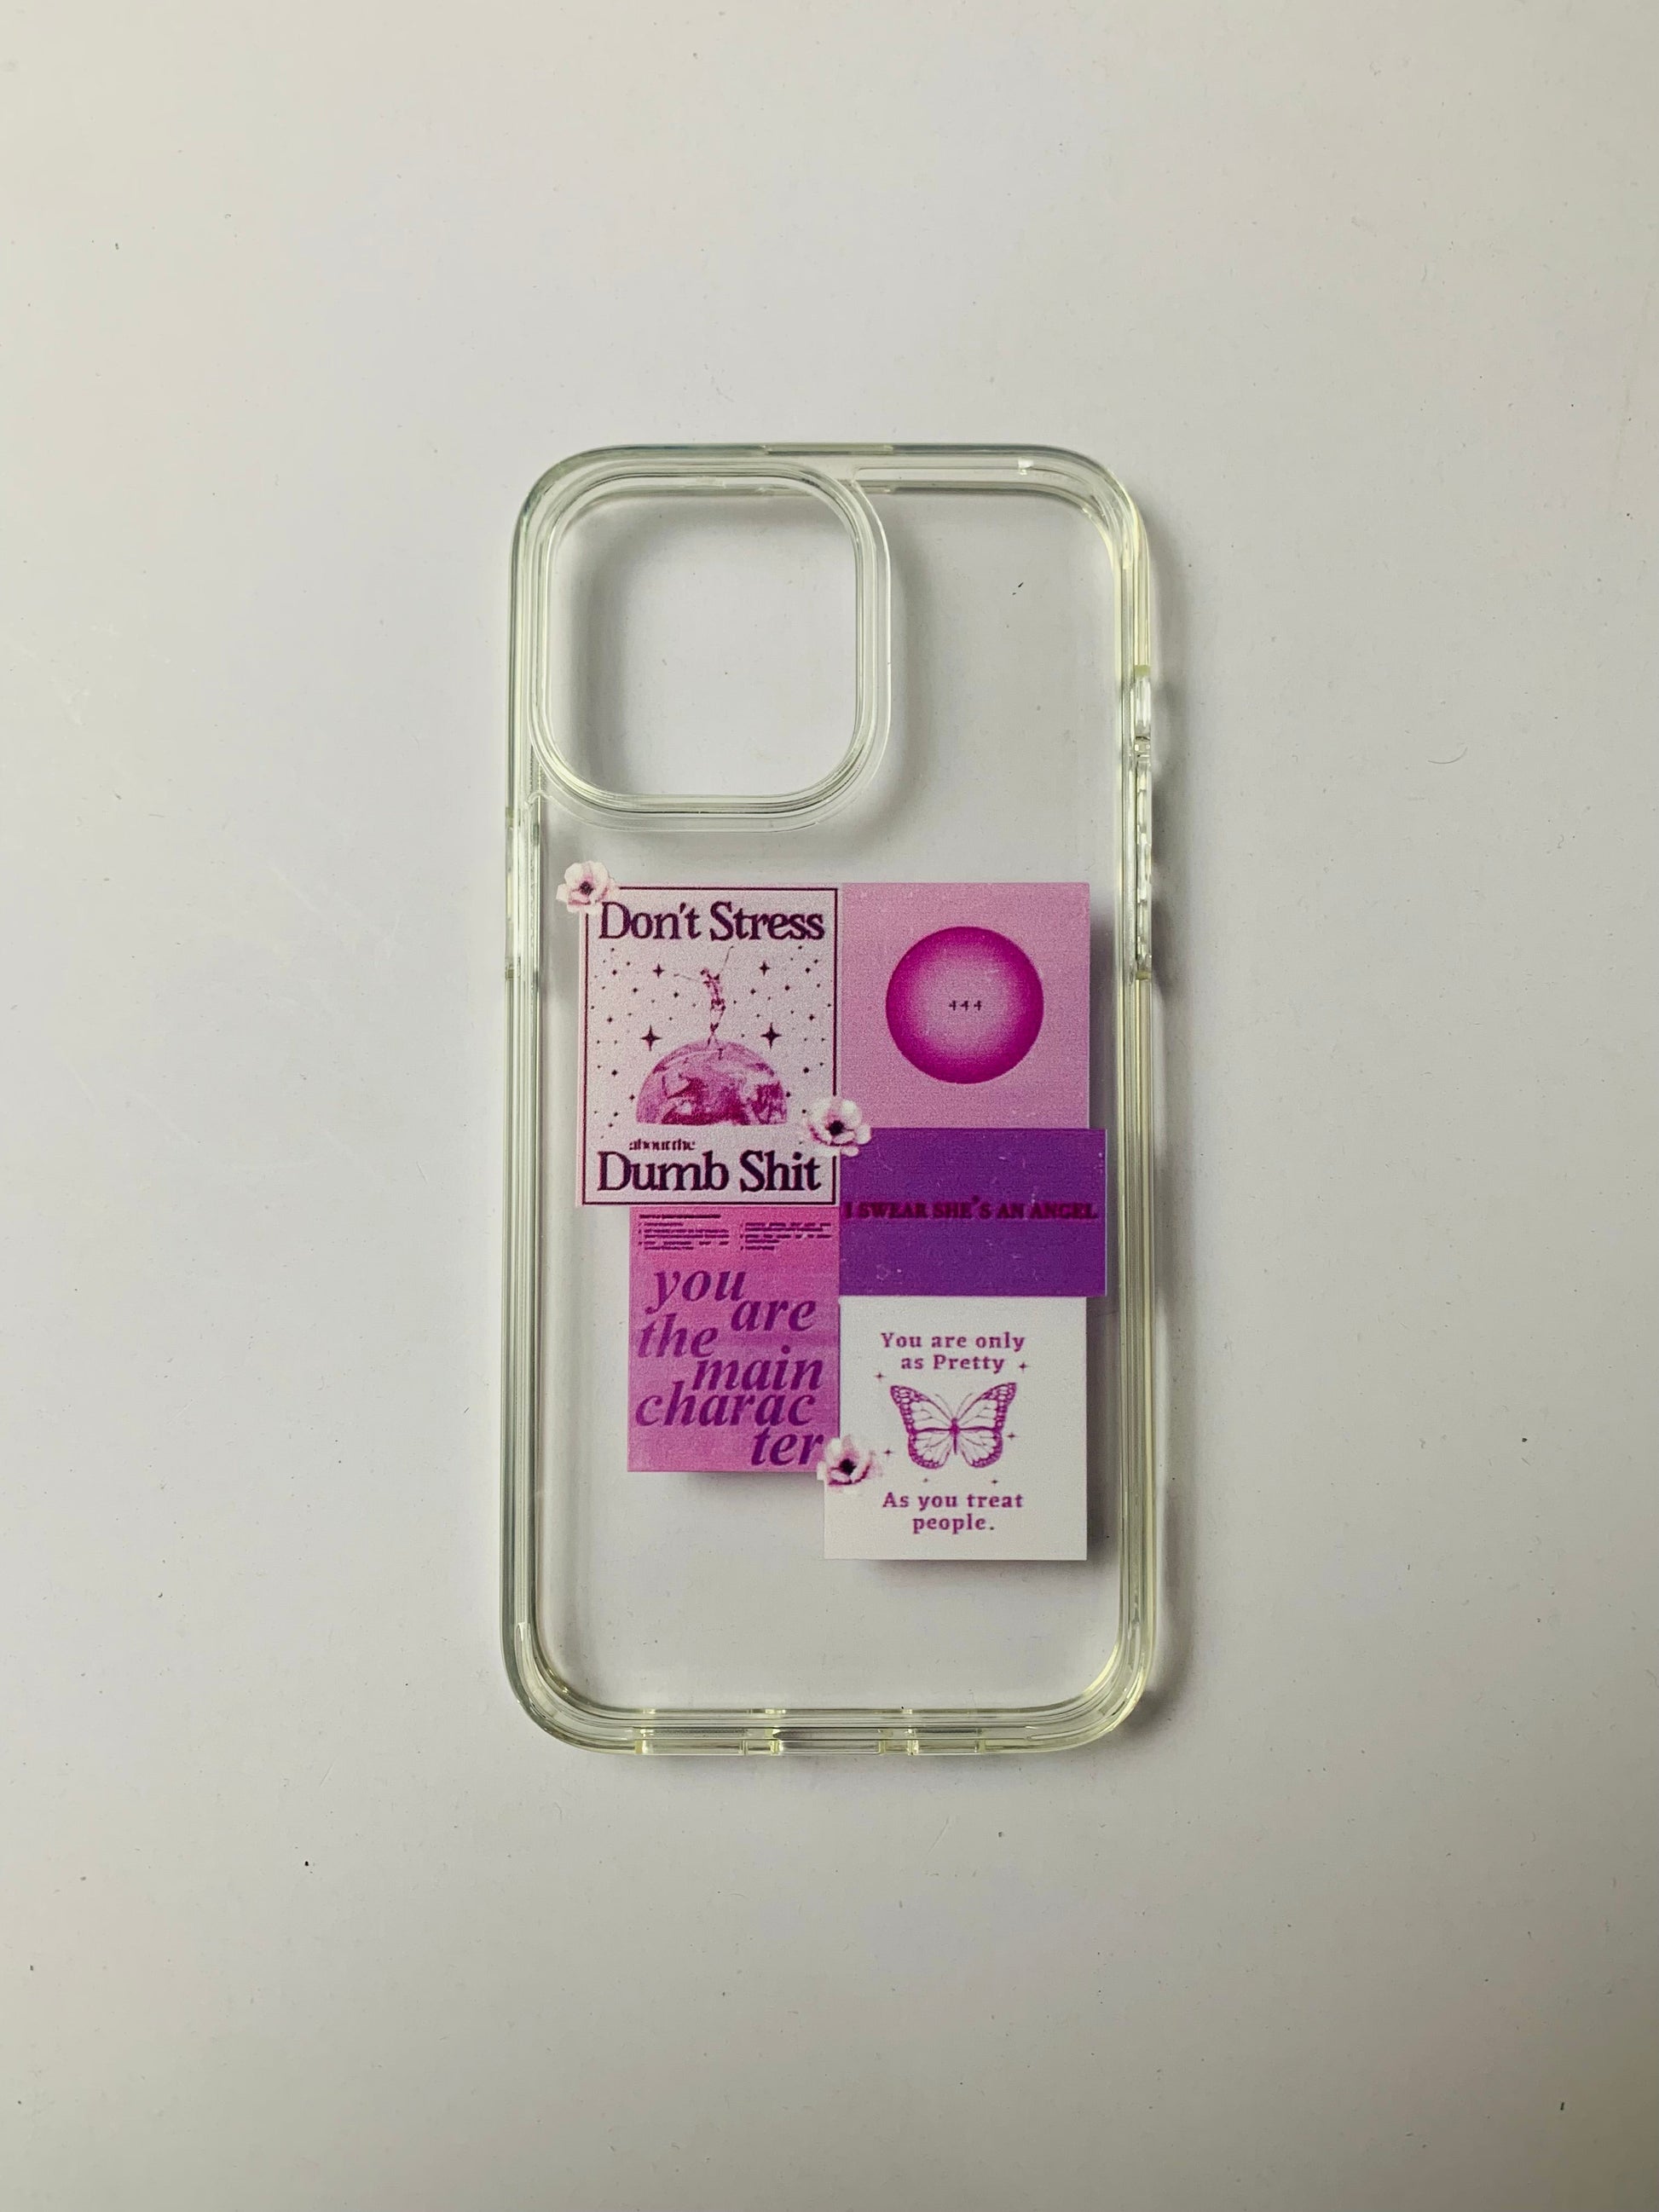 Don't Stress
about the
Dumb Shit
444
I SWEAR SHE'S AN ANGEL
you
are
the
main
charac
ter
You are only
as Pretty
As you treat
people.